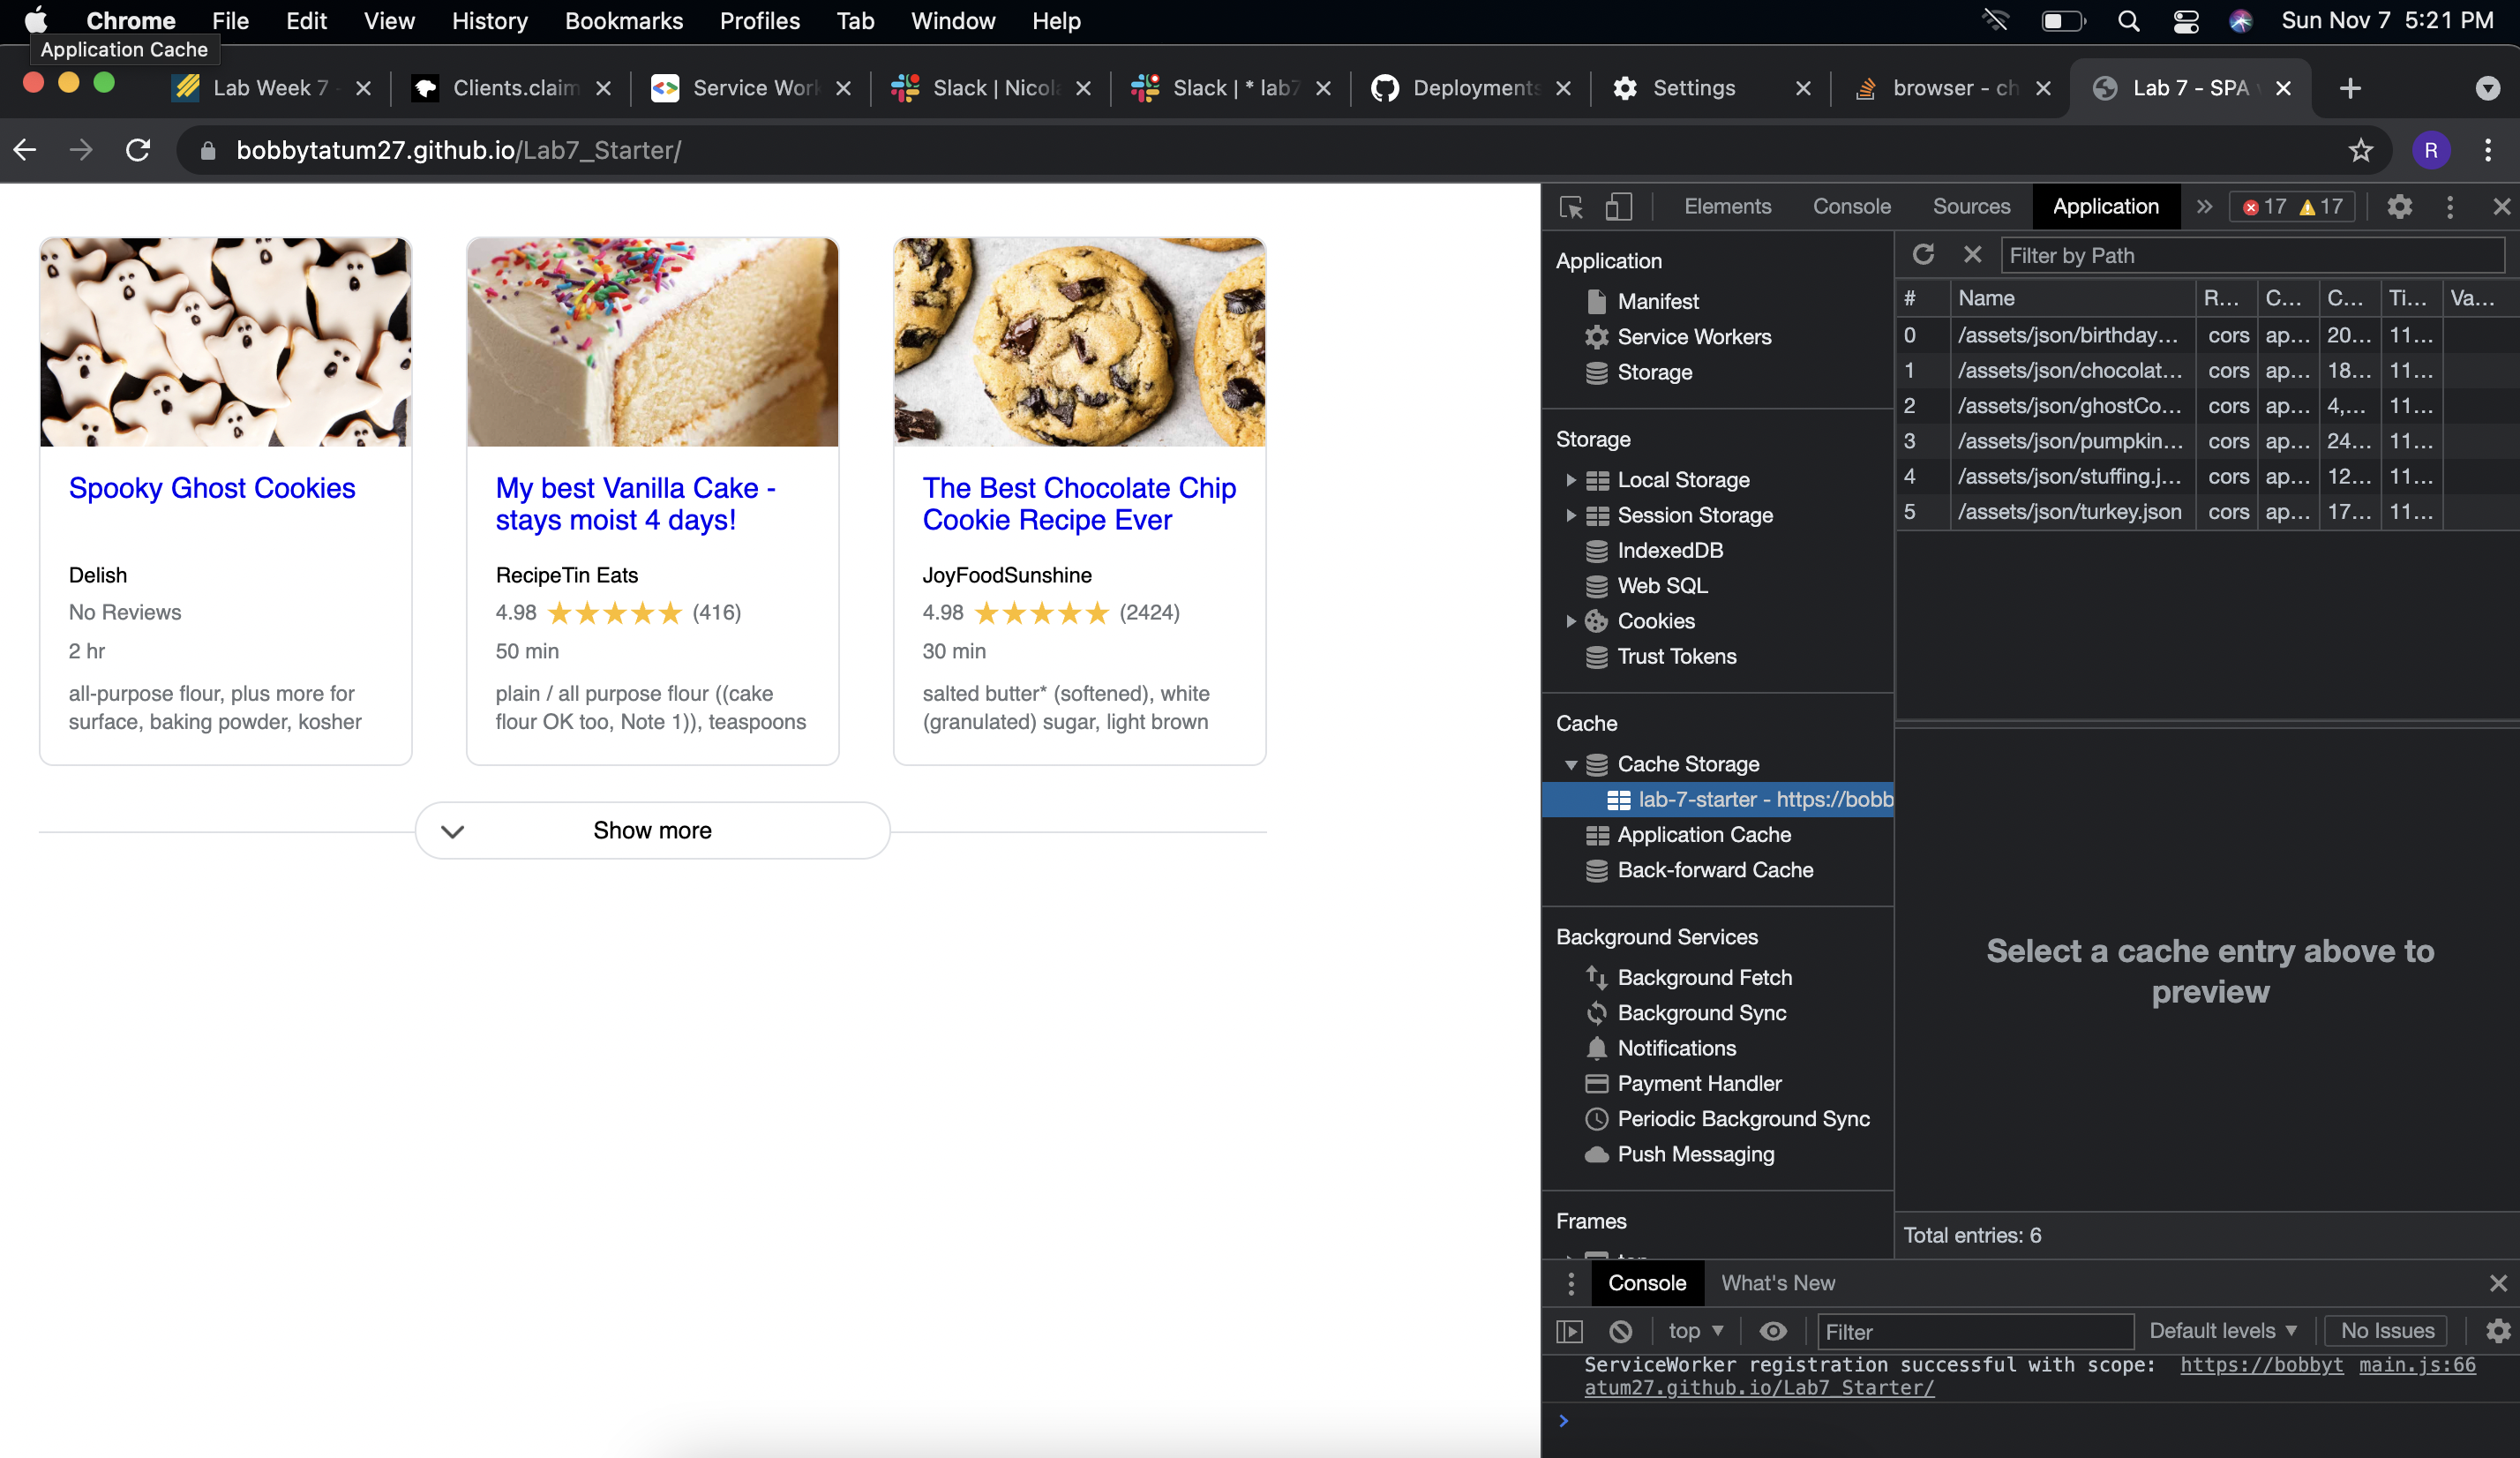 Chrome File Edit View History Bookmarks Profiles Tab Window Help Sun Nov 7 5:21 PM
Application Cache
Lab Week 7 - Clients.claim Service Work Slack | Nicol Slack | * lab7 Deployments Settings browser - ch Lab 7 - SPA
bobbytatum27.github.io/Lab7_Starter/ R
Spooky Ghost Cookies
Delish
No Reviews
2 hr
all-purpose flour, plus more for
surface, baking powder, kosher
My best Vanilla Cake -
stays moist 4 days!
RecipeTin Eats
4.98 ★★★★★ (416)
50 min
plain / all purpose flour ((cake
flour OK too, Note 1)), teaspoons
The Best Chocolate Chip
Cookie Recipe Ever
JoyFoodSunshine
4.98 ★★★★★ (2424)
30 min
salted butter* (softened), white
(granulated) sugar, light brown
Show more
Elements Console Sources Application » 17 17
Application
Manifest
Service Workers
Storage
Storage
Local Storage
Session Storage
IndexedDB
Web SQL
Cookies
Trust Tokens
Cache
Cache Storage
lab-7-starter - https://bobb
Application Cache
Back-forward Cache
Background Services
Background Fetch
Background Sync
Notifications
Payment Handler
Periodic Background Sync
Push Messaging
Frames
top
Filter by Path
# Name R... C... C... Ti... Va...
0 /assets/json/birthday... cors ap... 20... 11...
1 /assets/json/chocolat... cors ap... 18... 11...
2 /assets/json/ghostCo... cors ap... 4,... 11...
3 /assets/json/pumpkin... cors ap... 24... 11...
4 /assets/json/stuffing.j... cors ap... 12... 11...
5 /assets/json/turkey.json cors ap... 17... 11...
Select a cache entry above to
preview
Total entries: 6
Console What's New
top Filter Default levels No Issues
ServiceWorker registration successful with scope: https://bobbyt main.js:66
atum27.github.io/Lab7_Starter/